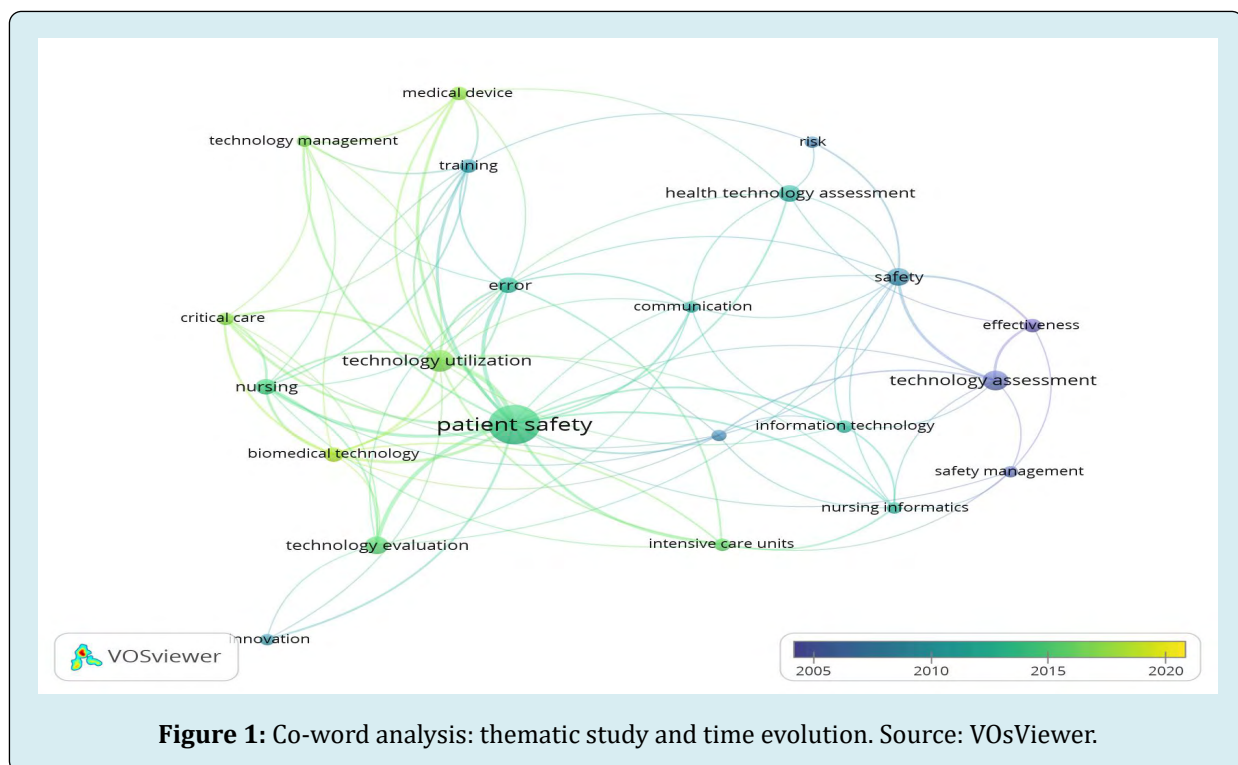 medical device
technology management
risk
training
health technology assessment
safety
error
communication
critical care
effectiveness
technology utilization
technology assessment
nursing
patient safety
information technology
biomedical technology
safety management
nursing informatics
technology evaluation
intensive care units
innovation
VOSviewer
2005 2010 2015 2020
Figure 1: Co-word analysis: thematic study and time evolution. Source: VOsViewer.